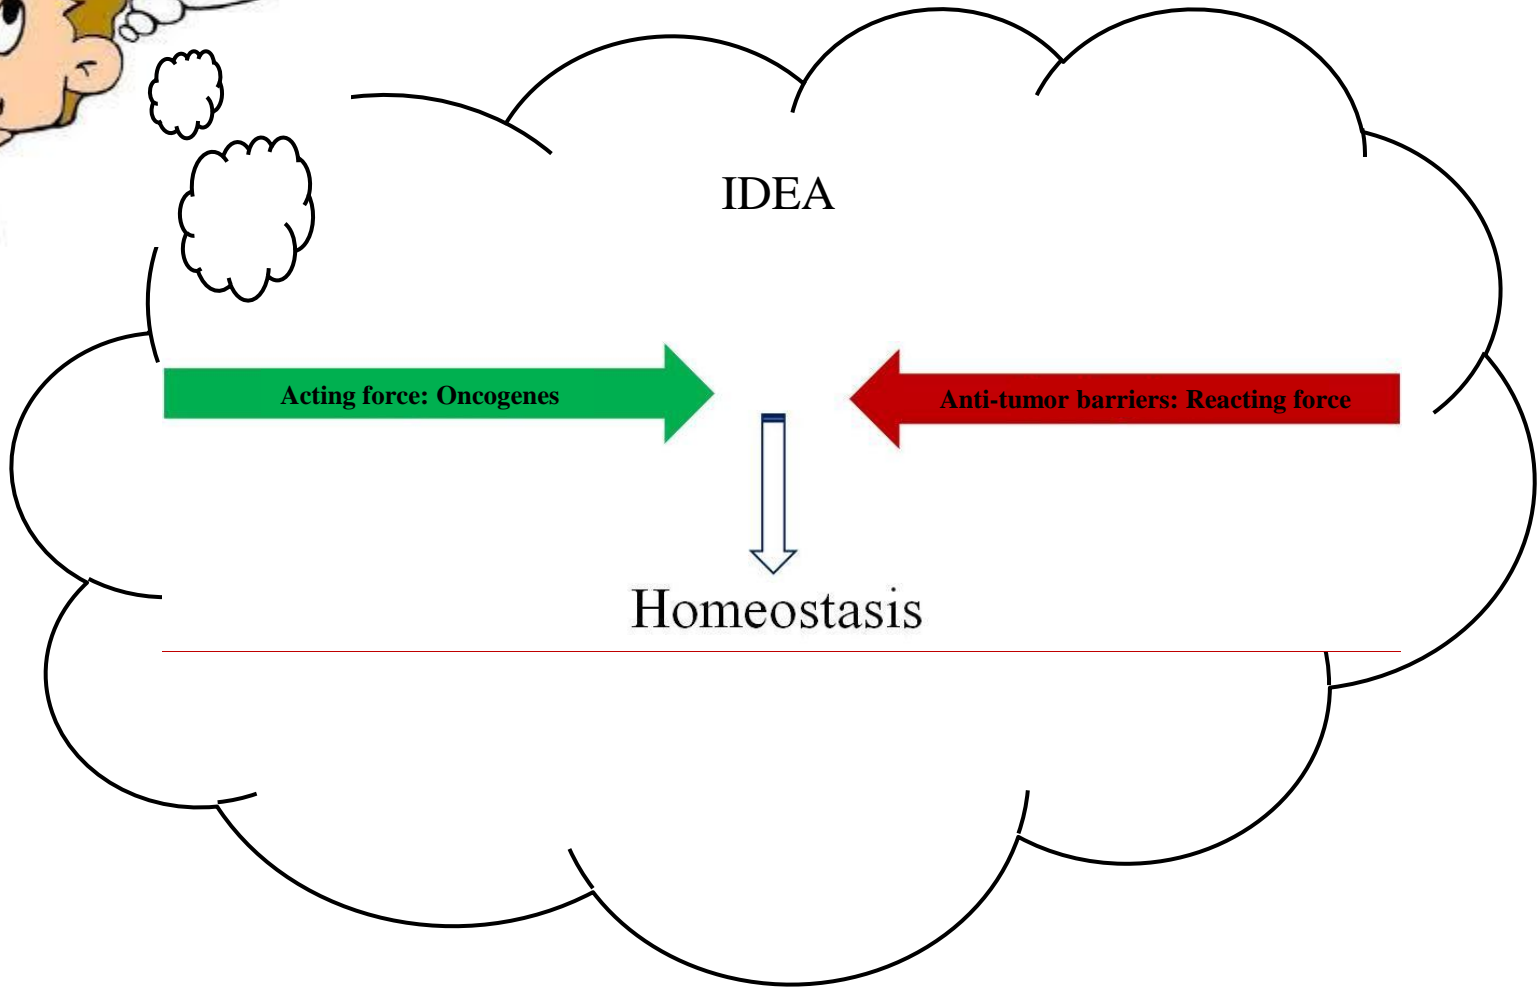 IDEA
Acting force: Oncogenes
Anti-tumor barriers: Reacting force
Homeostasis